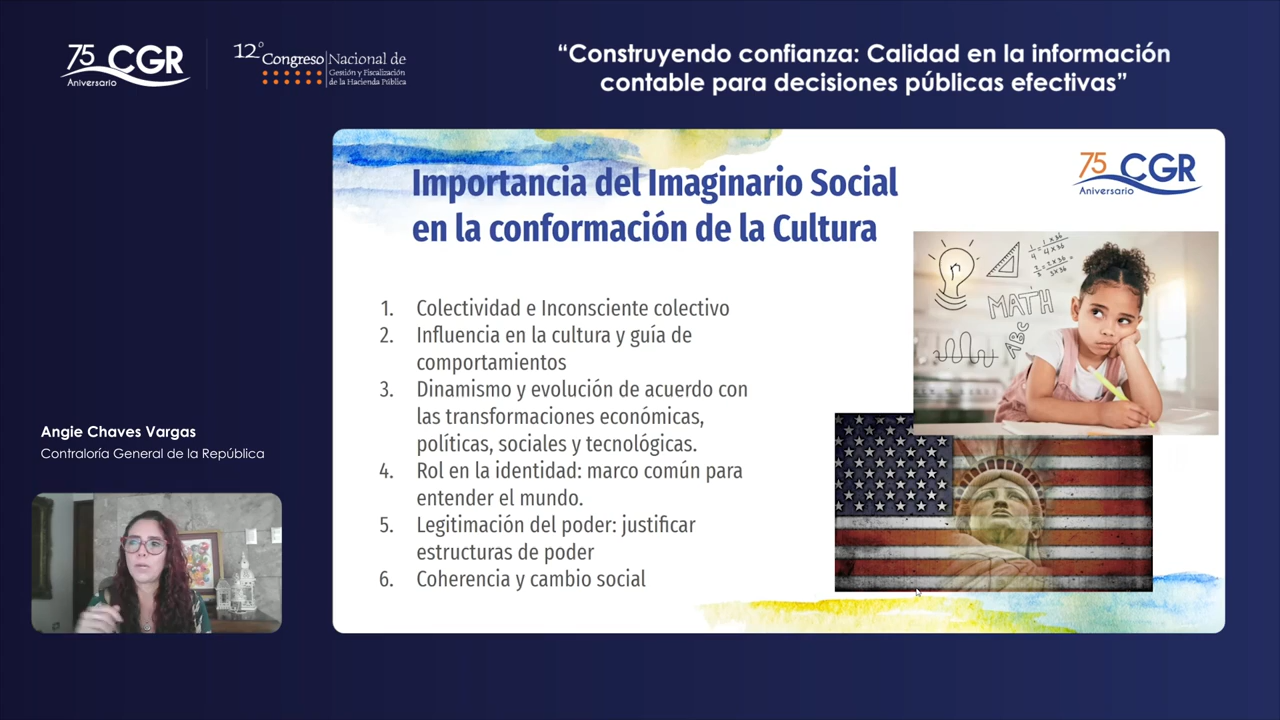 75 CGR
Aniversario
12° Congreso Nacional de
Gestión y Fiscalización
de la Hacienda Pública
“Construyendo confianza: Calidad en la información
contable para decisiones públicas efectivas”
Importancia del Imaginario Social
en la conformación de la Cultura
75 CGR
Aniversario
1. Colectividad e Inconsciente colectivo
2. Influencia en la cultura y guía de
comportamientos
3. Dinamismo y evolución de acuerdo con
las transformaciones económicas,
políticas, sociales y tecnológicas.
4. Rol en la identidad: marco común para
entender el mundo.
5. Legitimación del poder: justificar
estructuras de poder
6. Coherencia y cambio social
MATH
ABC
Angie Chaves Vargas
Contraloría General de la República